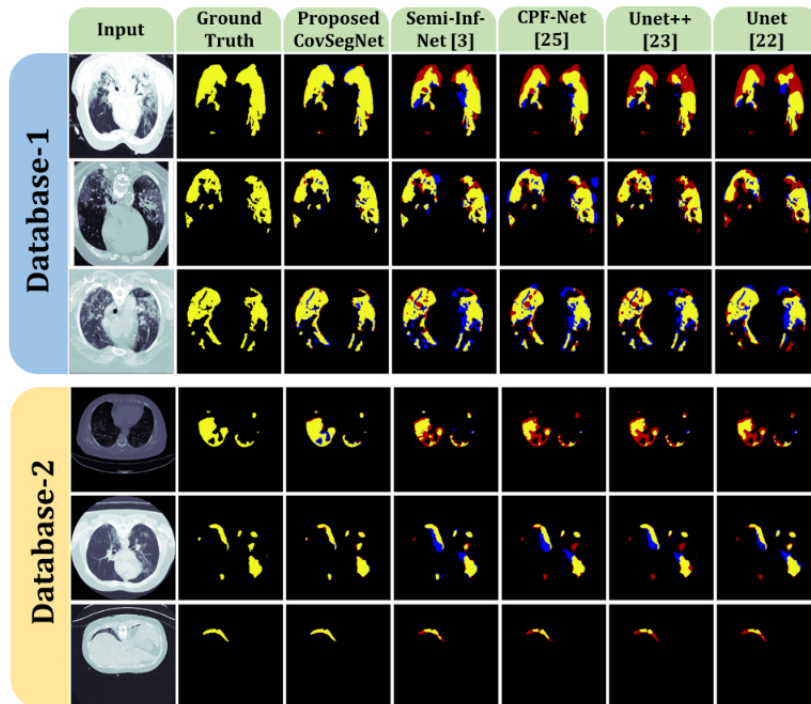 Input
Ground
Truth
Proposed
CovSegNet
Semi-Inf-
Net [3]
CPF-Net
[25]
Unet++
[23]
Unet
[22]
Database-1
Database-2